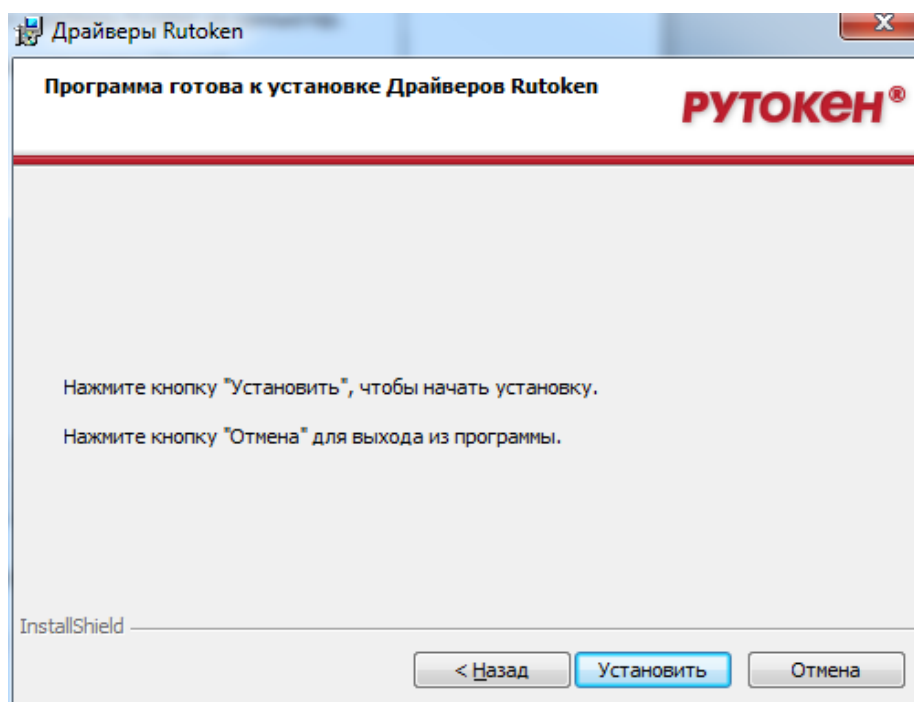 Драйверы Rutoken
Программа готова к установке Драйверов Rutoken
РУТОКЕН®
Нажмите кнопку "Установить", чтобы начать установку.
Нажмите кнопку "Отмена" для выхода из программы.
InstallShield
< Назад
Установить
Отмена